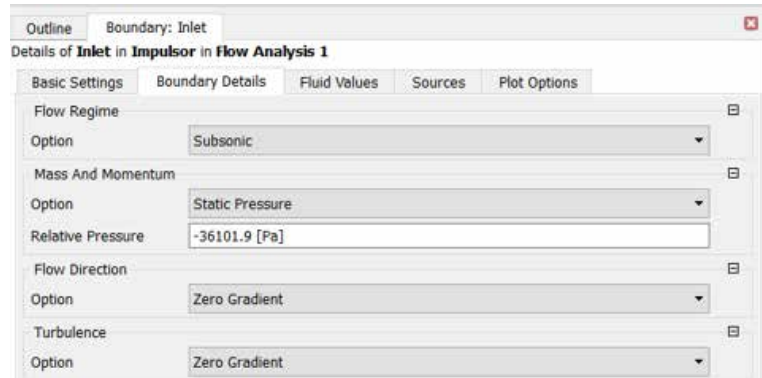 Outline Boundary: Inlet
Details of Inlet in Impulsor in Flow Analysis 1
Basic Settings Boundary Details Fluid Values Sources Plot Options
Flow Regime
Option Subsonic
Mass And Momentum
Option Static Pressure
Relative Pressure -36101.9 [Pa]
Flow Direction
Option Zero Gradient
Turbulence
Option Zero Gradient